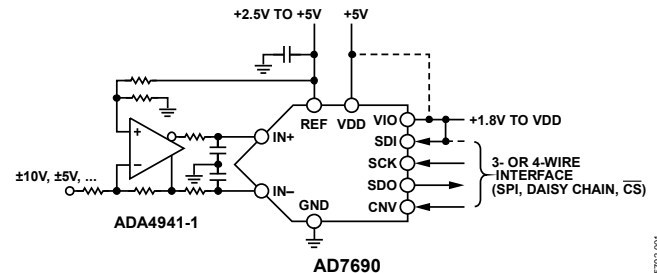 +2.5V TO +5V
+5V
REF
VDD
VIO
+1.8V TO VDD
IN+
SDI
SCK
3- OR 4-WIRE
INTERFACE
(SPI, DAISY CHAIN, CS)
±10V, ±5V, ...
+
−
IN−
SDO
GND
CNV
ADA4941-1
AD7690